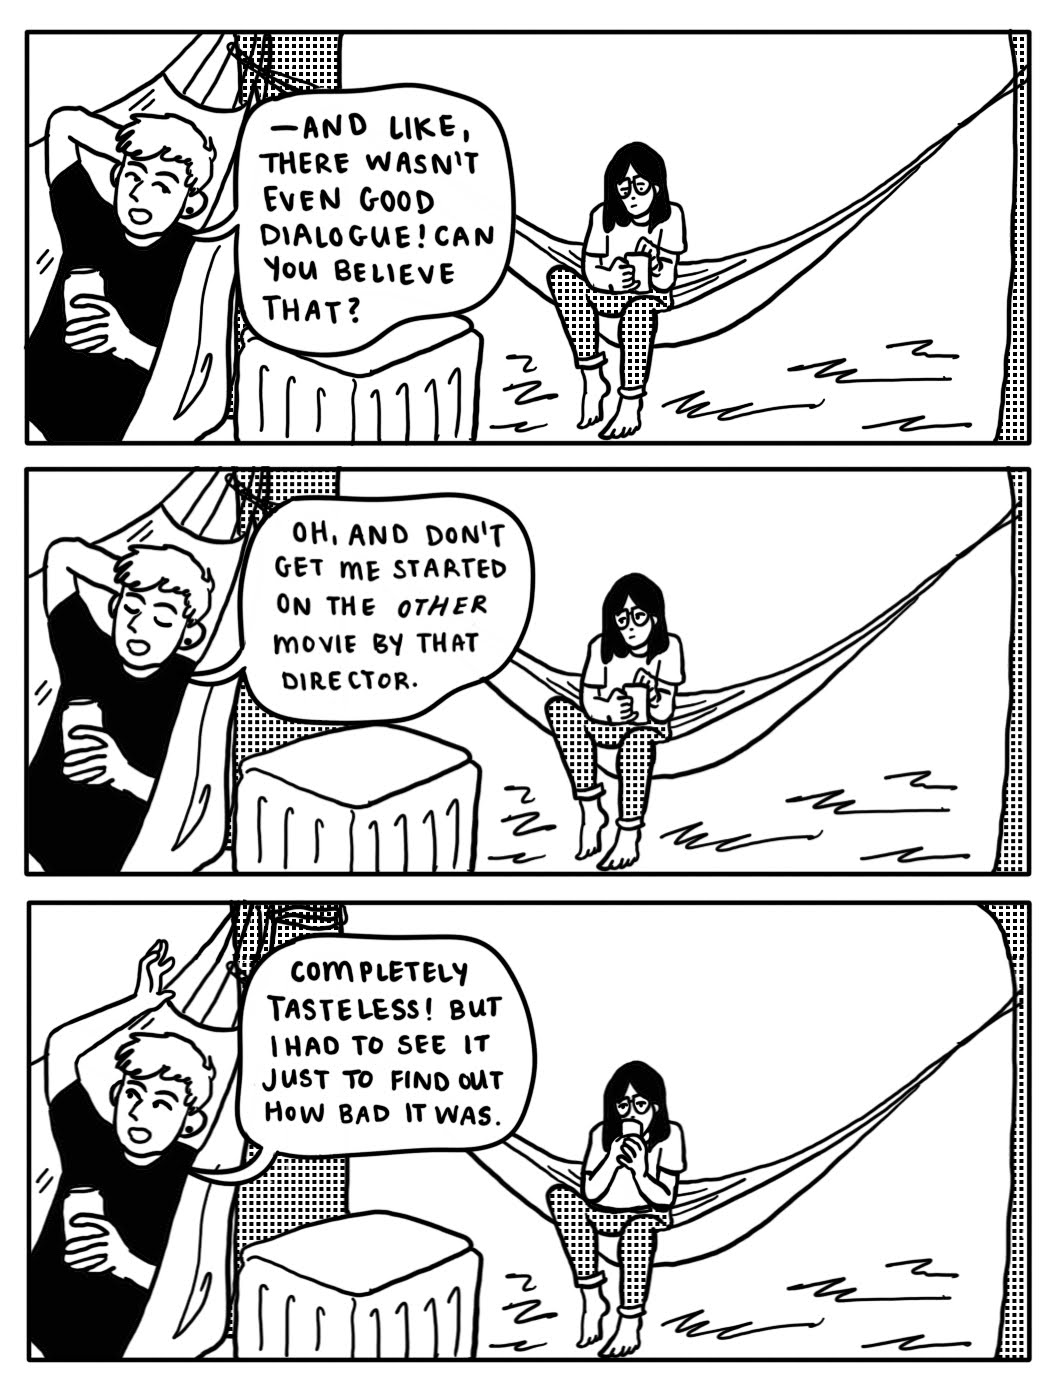 —AND LIKE,
THERE WASN'T
EVEN GOOD
DIALOGUE! CAN
YOU BELIEVE
THAT?
OH, AND DON'T
GET ME STARTED
ON THE OTHER
MOVIE BY THAT
DIRECTOR.
COMPLETELY
TASTELESS! BUT
I HAD TO SEE IT
JUST TO FIND OUT
HOW BAD IT WAS.